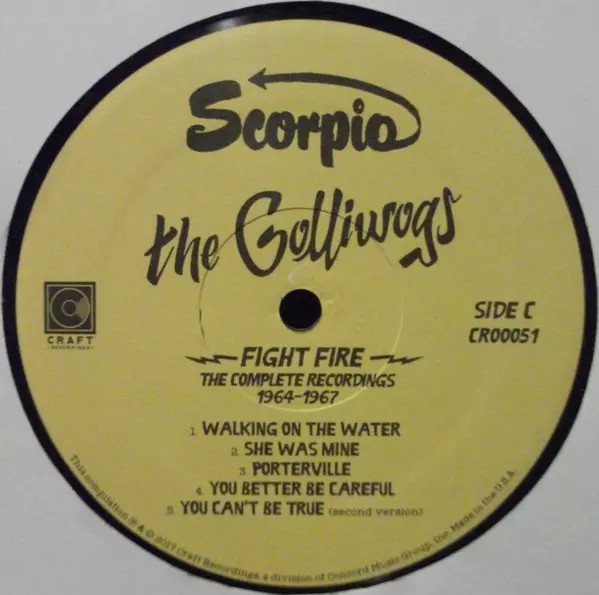 Scorpio
the Golliwogs
CRAFT
RECORDINGS
SIDE C
CR00051
FIGHT FIRE
THE COMPLETE RECORDINGS
1964-1967
1. WALKING ON THE WATER
2. SHE WAS MINE
3. PORTERVILLE
4. YOU BETTER BE CAREFUL
5. YOU CAN'T BE TRUE (second version)
This compilation ℗ & © 2017 Craft Recordings, a division of Concord Music Group, Inc. Made in the U.S.A.